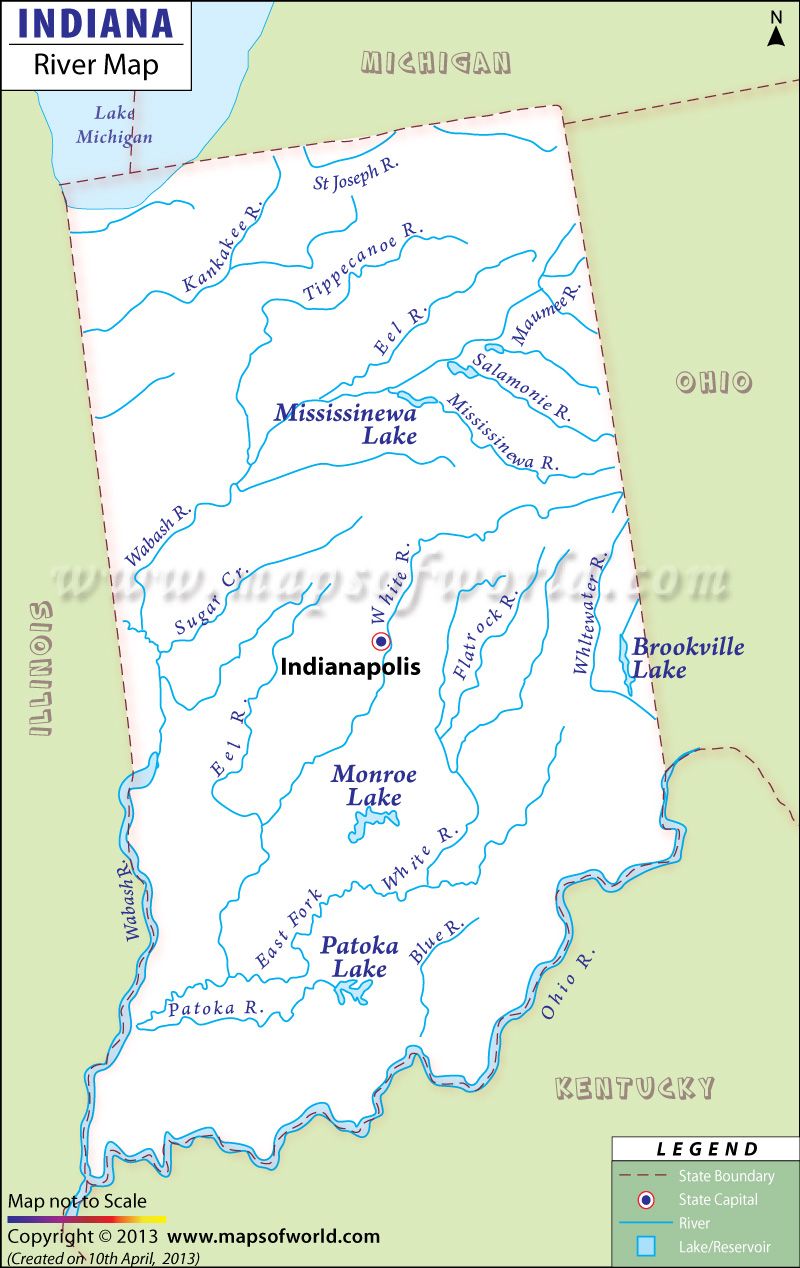 INDIANA
River Map
N
MICHIGAN
Lake
Michigan
St Joseph R.
Kankakee R.
Tippecanoe R.
Maumee R.
Eel R.
Salamonie R.
OHIO
Mississinewa
Lake
Mississinewa R.
Wabash R.
www.mapsofworld.com
Sugar Cr.
White R.
Flatrock R.
Whitewater R.
ILLINOIS
Indianapolis
Brookville
Lake
Eel R.
Monroe
Lake
White R.
Wabash R.
East Fork
Patoka
Lake
Blue R.
Ohio R.
Patoka R.
KENTUCKY
LEGEND
State Boundary
State Capital
River
Lake/Reservoir
Map not to Scale
Copyright © 2013 www.mapsofworld.com
(Created on 10th April, 2013)